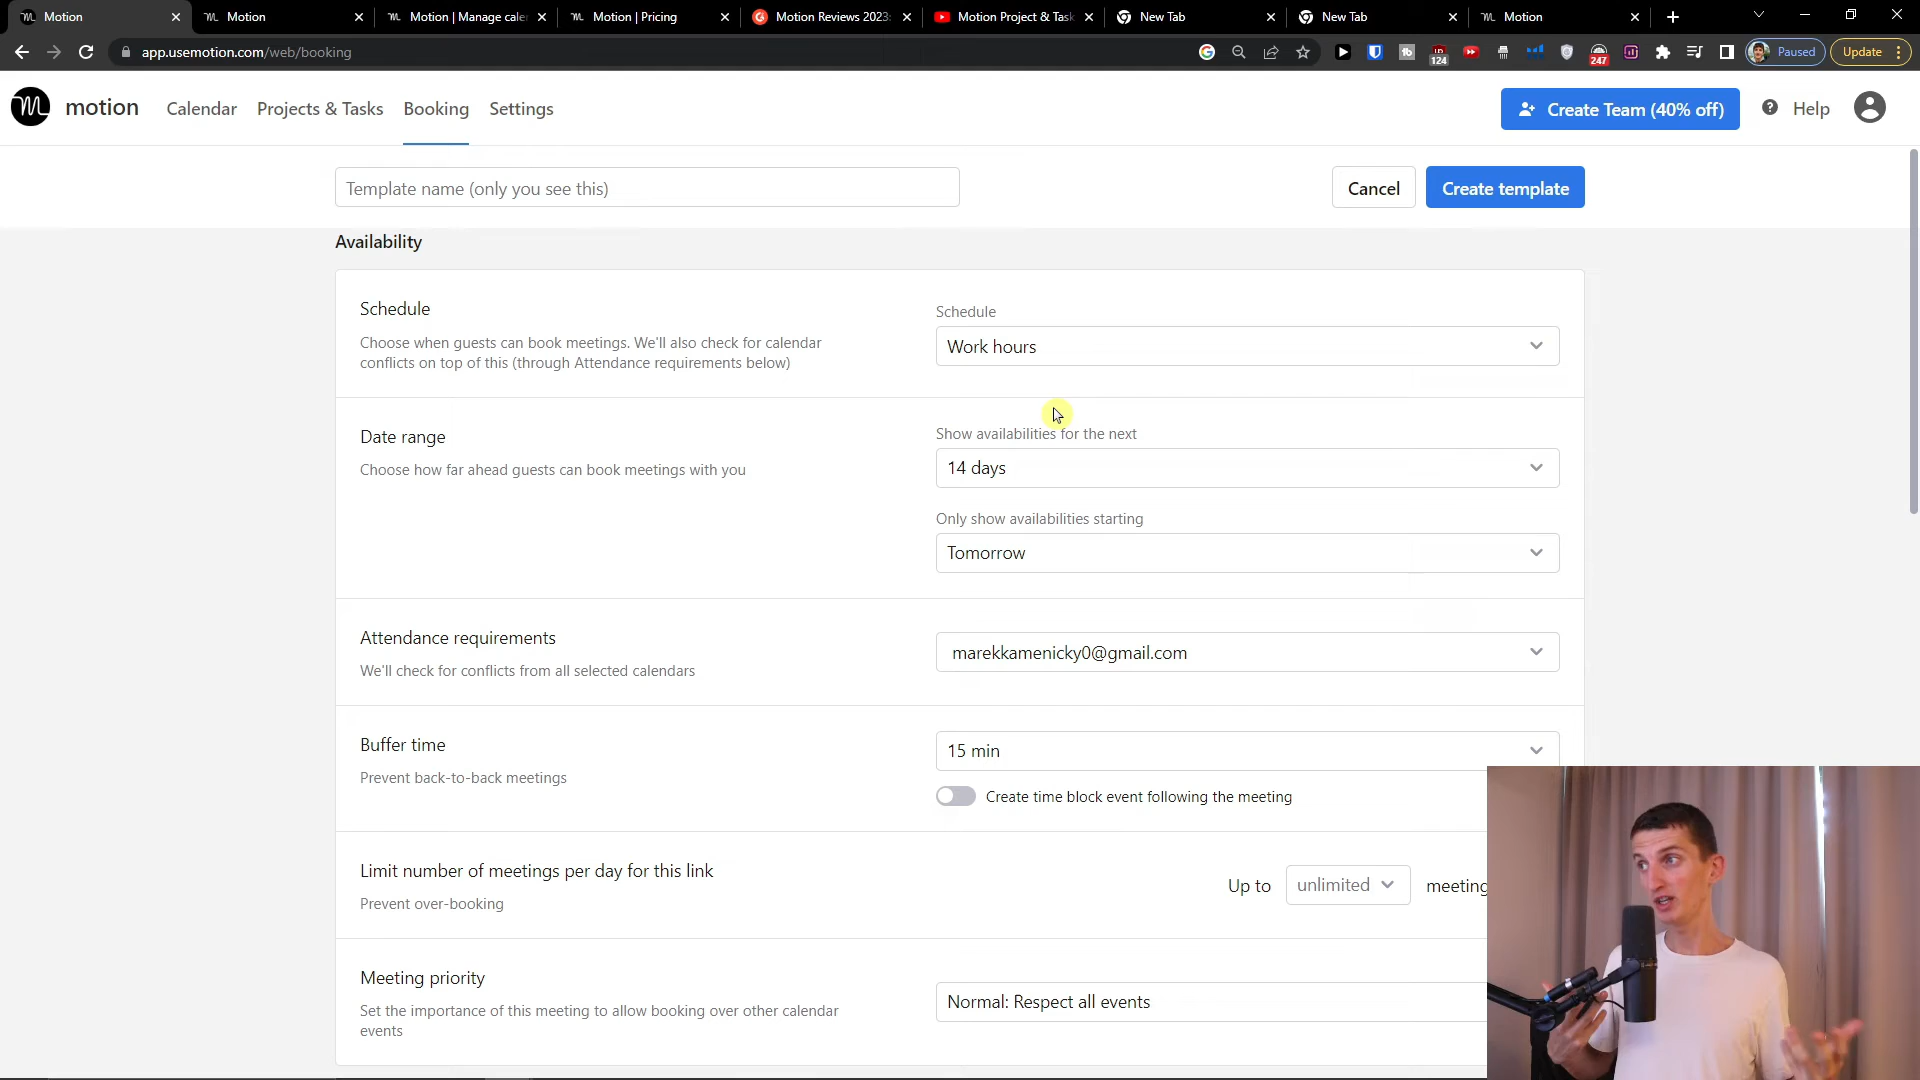 Motion
Motion
Motion | Manage cale
Motion | Pricing
Motion Reviews 2023:
Motion Project & Task
New Tab
New Tab
Motion
app.usemotion.com/web/booking
124
247
Paused
Update
motion
Calendar
Projects & Tasks
Booking
Settings
Create Team (40% off)
Help
Template name (only you see this)
Cancel
Create template
Availability
Schedule
Choose when guests can book meetings. We'll also check for calendar
conflicts on top of this (through Attendance requirements below)
Schedule
Work hours
Date range
Choose how far ahead guests can book meetings with you
Show availabilities for the next
14 days
Only show availabilities starting
Tomorrow
Attendance requirements
We'll check for conflicts from all selected calendars
marekkamenicky0@gmail.com
Buffer time
Prevent back-to-back meetings
15 min
Create time block event following the meeting
Limit number of meetings per day for this link
Prevent over-booking
Up to
unlimited
meeting
Meeting priority
Set the importance of this meeting to allow booking over other calendar
events
Normal: Respect all events